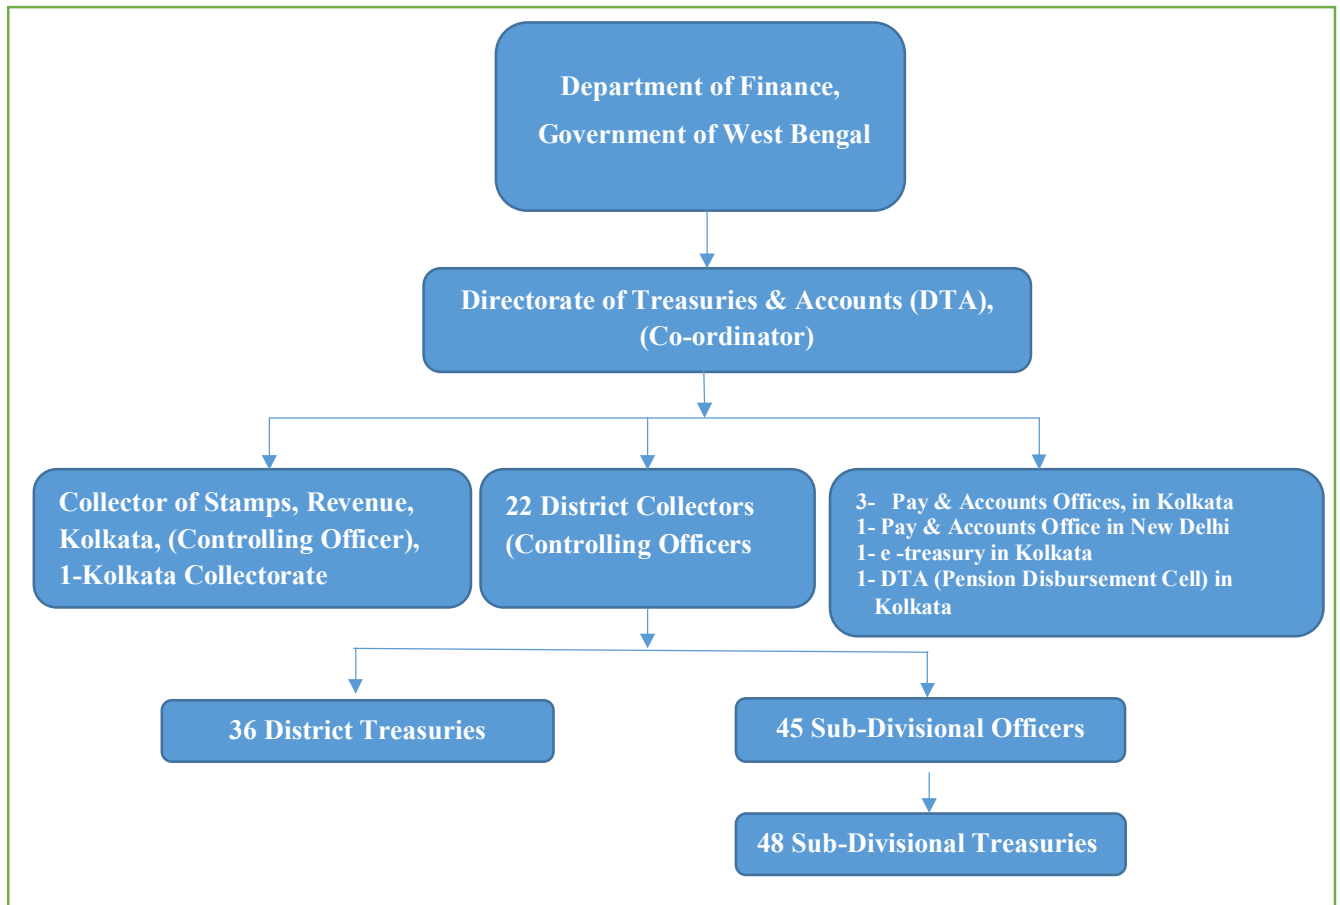 Department of Finance,
Government of West Bengal
Directorate of Treasuries & Accounts (DTA),
(Co-ordinator)
Collector of Stamps, Revenue,
Kolkata, (Controlling Officer),
1-Kolkata Collectorate
22 District Collectors
(Controlling Officers
3- Pay & Accounts Offices, in Kolkata
1- Pay & Accounts Office in New Delhi
1- e -treasury in Kolkata
1- DTA (Pension Disbursement Cell) in
Kolkata
36 District Treasuries
45 Sub-Divisional Officers
48 Sub-Divisional Treasuries